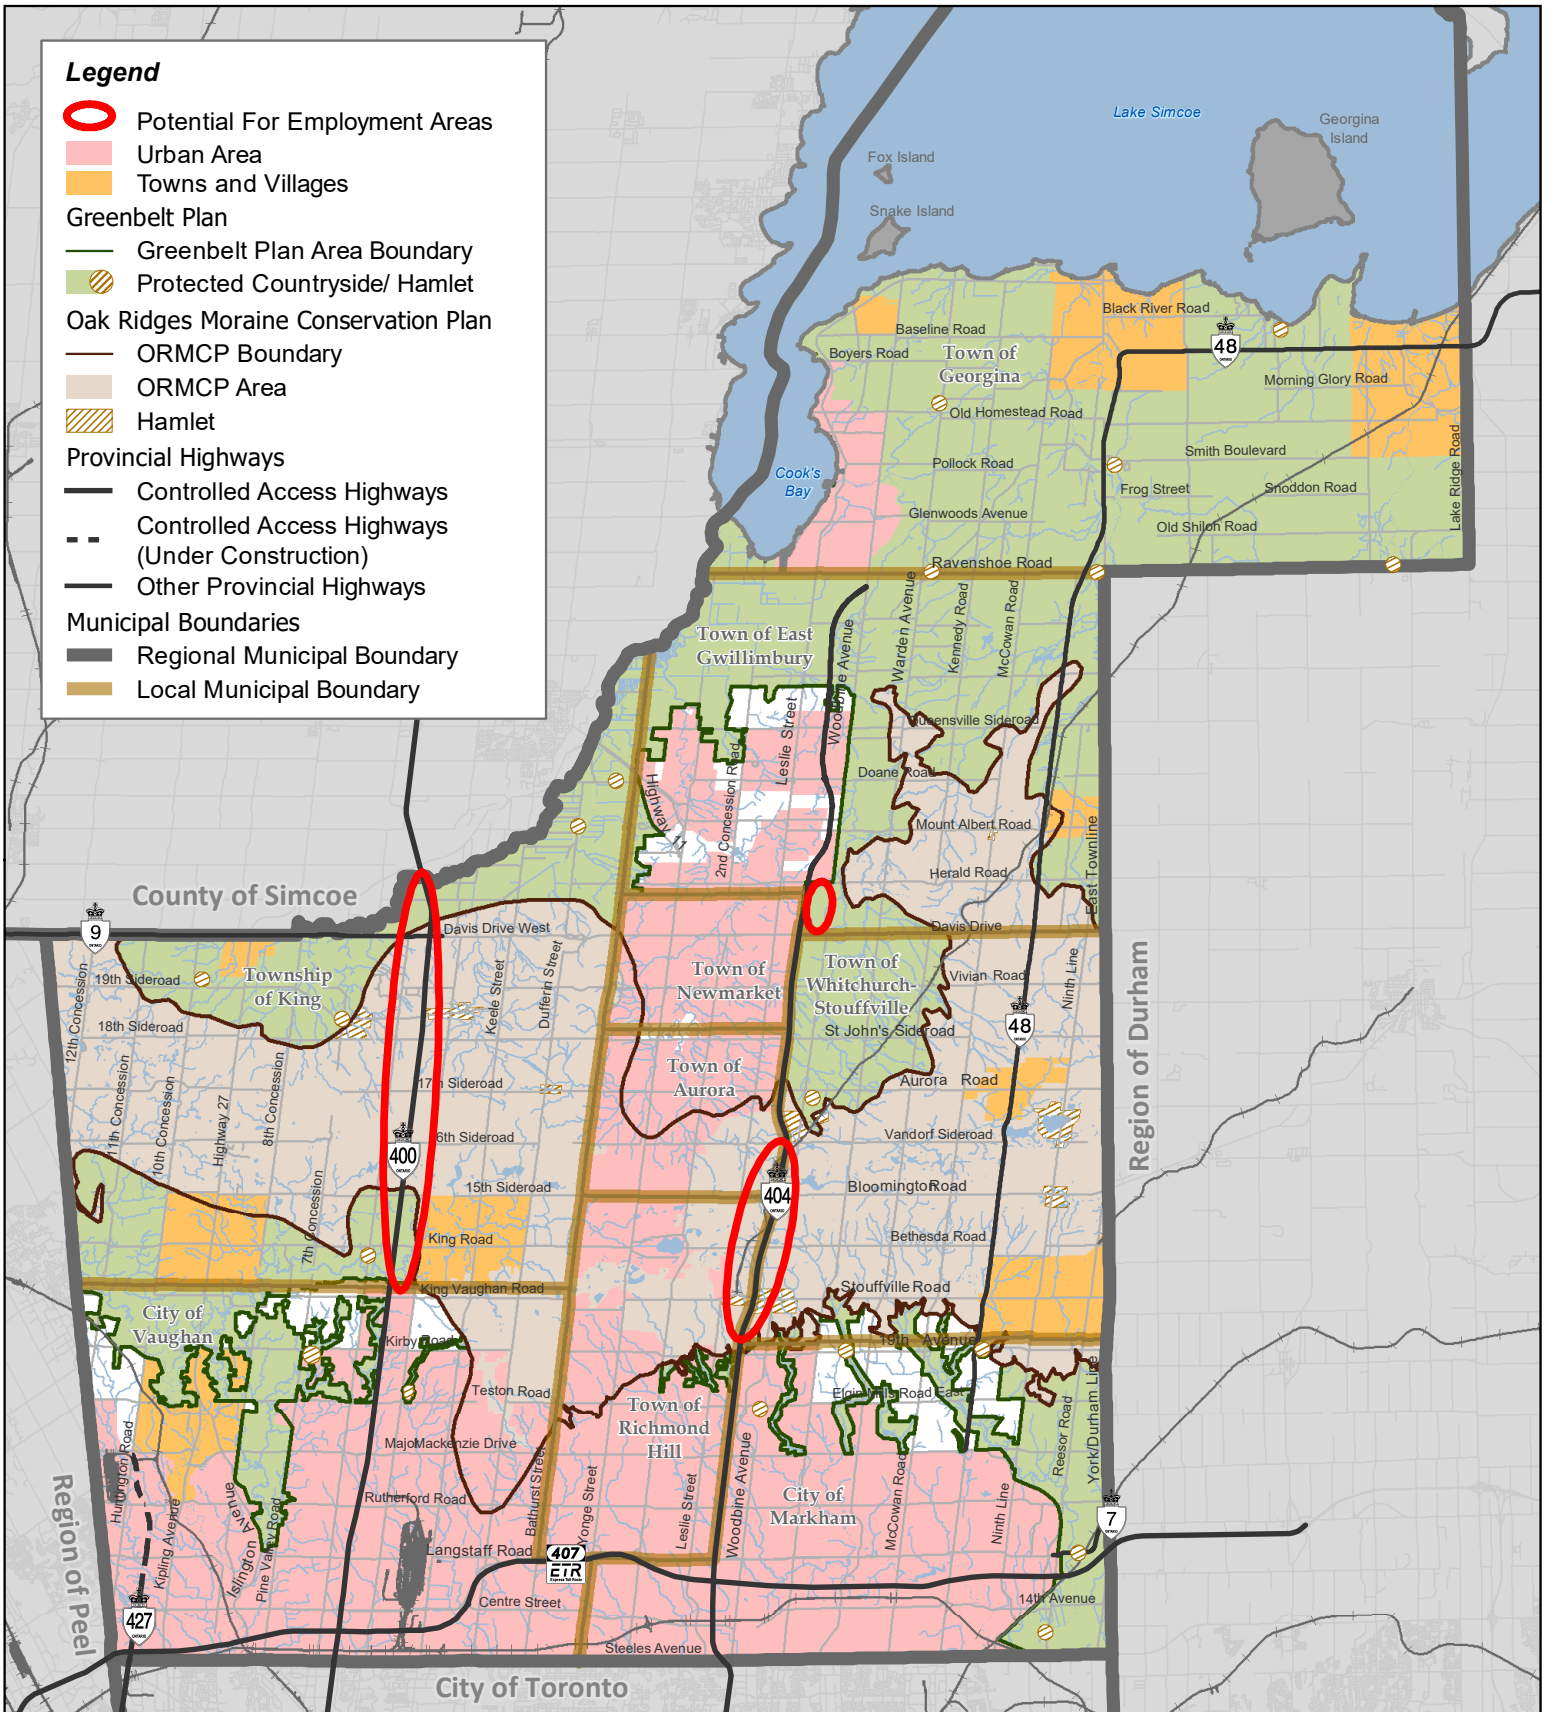 Legend
Potential For Employment Areas
Urban Area
Towns and Villages
Greenbelt Plan
Greenbelt Plan Area Boundary
Protected Countryside/ Hamlet
Oak Ridges Moraine Conservation Plan
ORMCP Boundary
ORMCP Area
Hamlet
Provincial Highways
Controlled Access Highways
Controlled Access Highways
(Under Construction)
Other Provincial Highways
Municipal Boundaries
Regional Municipal Boundary
Local Municipal Boundary
Lake Simcoe
Georgina
Island
Fox Island
Snake Island
Black River Road
Baseline Road
Boyers Road
Town of
Georgina
48
ONTARIO
Morning Glory Road
Old Homestead Road
Smith Boulevard
Pollock Road
Cook's
Bay
Frog Street
Snoddon Road
Glenwoods Avenue
Old Shiloh Road
Lake Ridge Road
Ravenshoe Road
Town of East
Gwillimbury
Woodbine Avenue
Warden Avenue
Kennedy Road
McCowan Road
Queensville Sideroad
Leslie Street
2nd Concession Road
Highway 11
Doane Road
Mount Albert Road
Herald Road
East Townline
County of Simcoe
9
ONTARIO
Davis Drive West
Davis Drive
Township
of King
19th Sideroad
18th Sideroad
12th Concession
11th Concession
10th Concession
Highway 27
8th Concession
7th Concession
Keele Street
Dufferin Street
Town of
Newmarket
Town of
Whitchurch-
Stouffville
Vivian Road
Ninth Line
48
ONTARIO
St John's Sideroad
Town of
Aurora
Aurora Road
17th Sideroad
6th Sideroad
Vandorf Sideroad
400
ONTARIO
15th Sideroad
404
ONTARIO
Bloomington Road
King Road
Bethesda Road
King Vaughan Road
Stouffville Road
Region of Durham
City of
Vaughan
Kirby Road
19th Avenue
Teston Road
Elgin Mills Road East
Town of
Richmond
Hill
Major Mackenzie Drive
Rutherford Road
Langstaff Road
Centre Street
Huntington Road
Kipling Avenue
Islington Avenue
Pine Valley Road
Bathurst Street
Yonge Street
Leslie Street
Woodbine Avenue
City of
Markham
McCowan Road
Ninth Line
Reesor Road
York/Durham Line
7
ONTARIO
407
ETR
Express Toll Route
427
ONTARIO
14th Avenue
Steeles Avenue
Region of Peel
City of Toronto